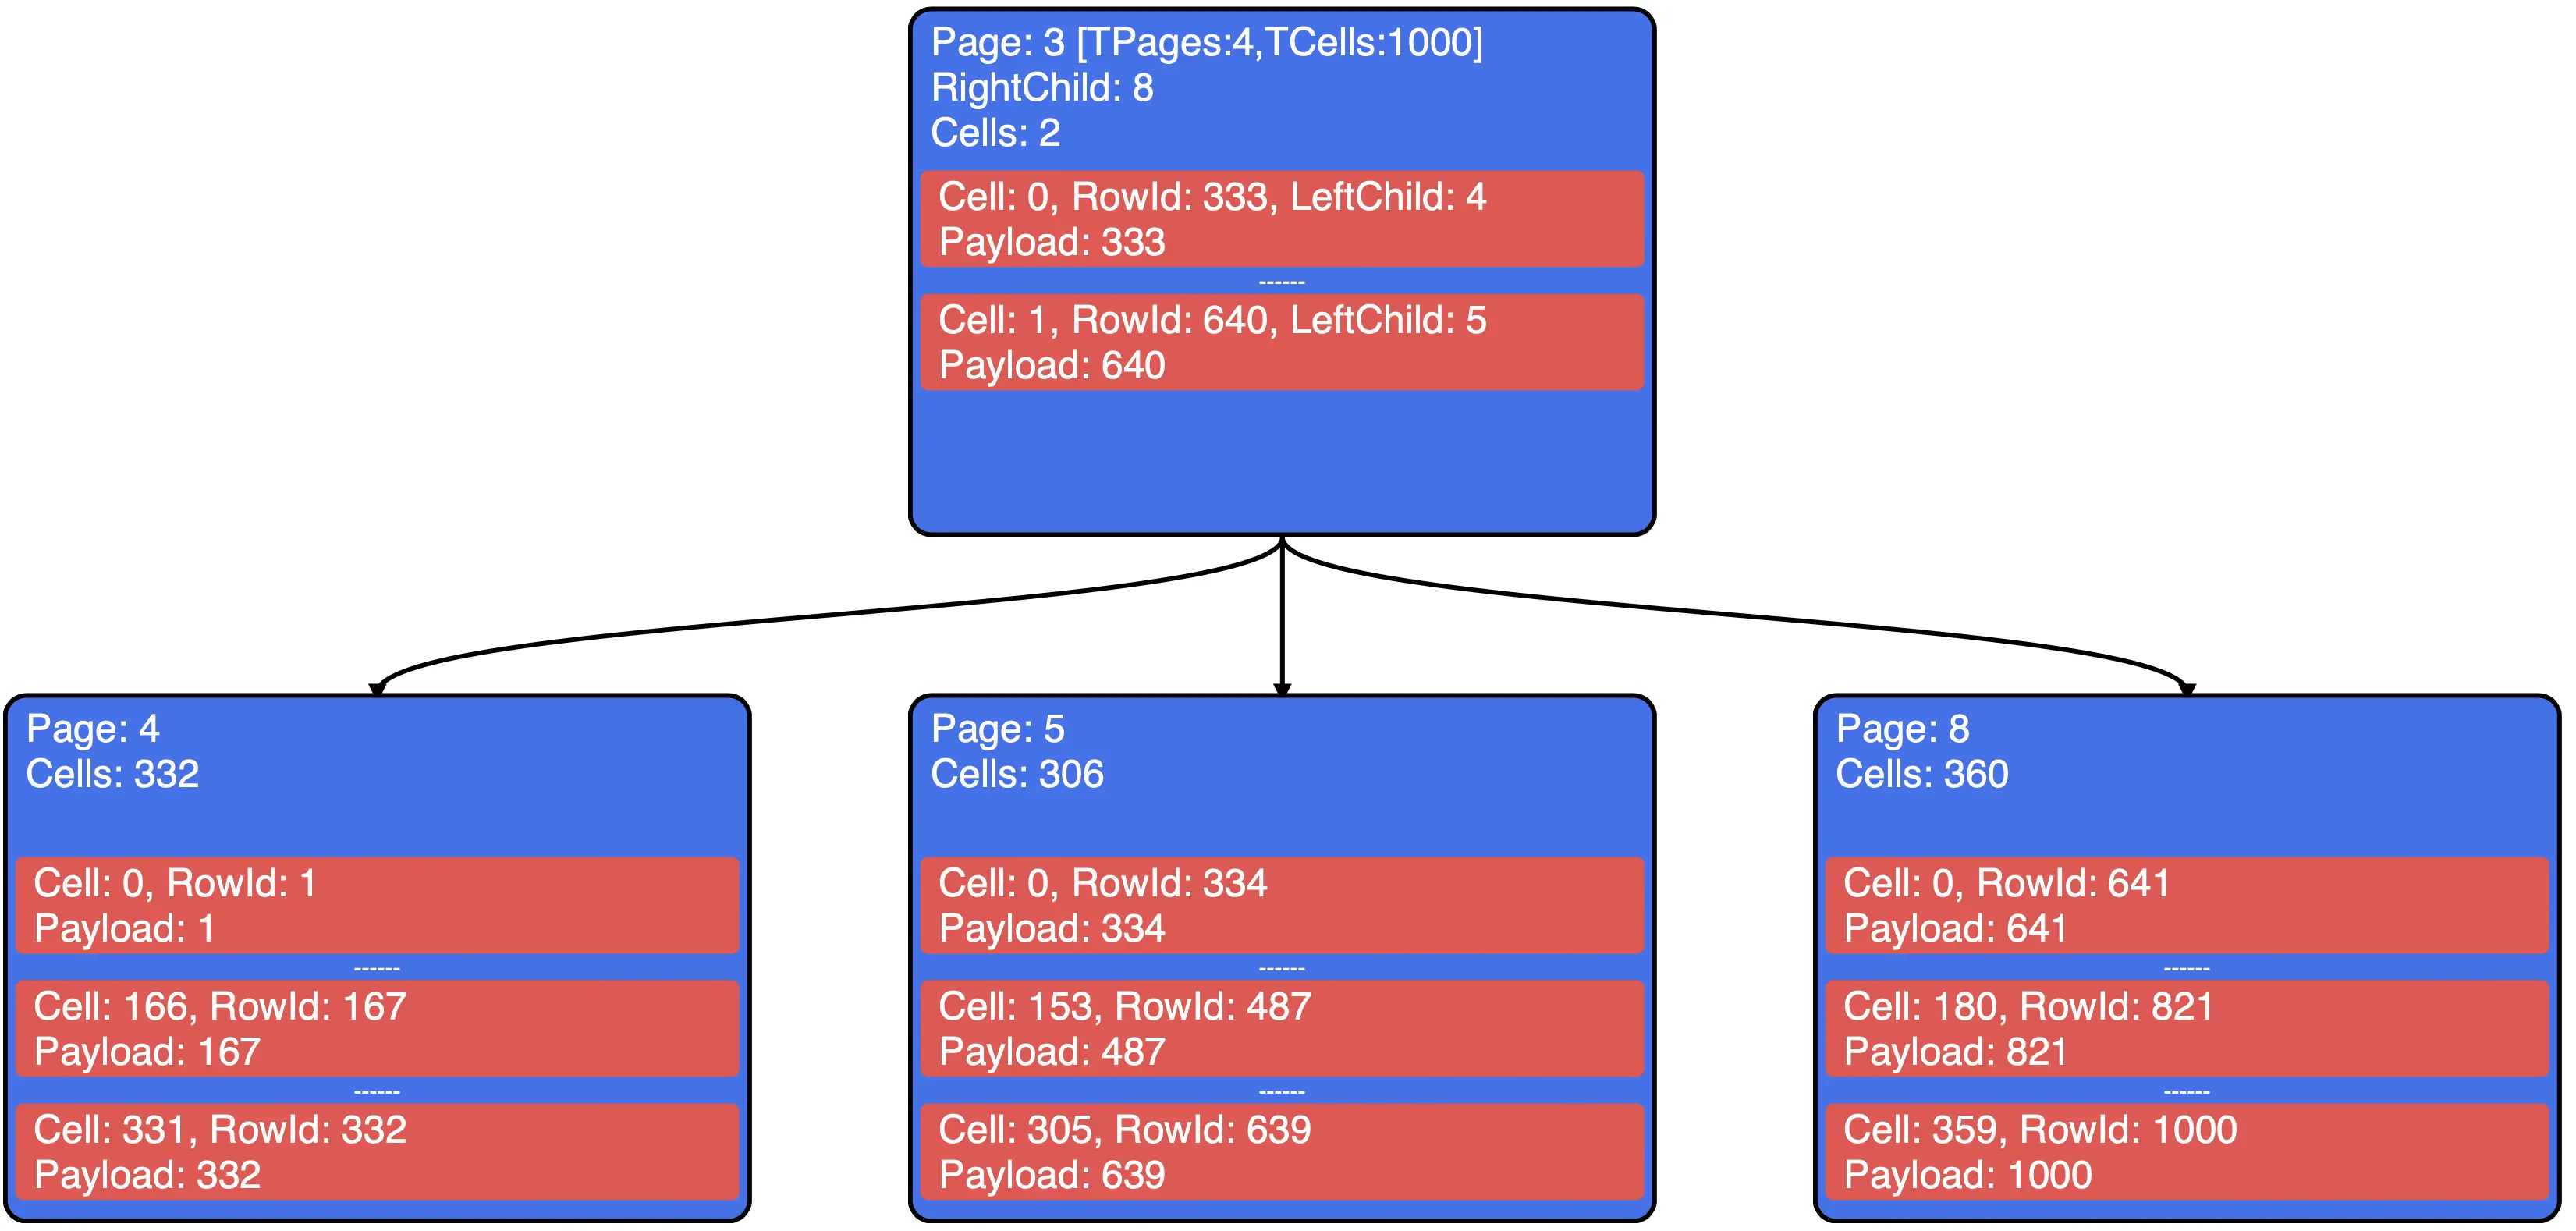 Page: 3 [TPages:4,TCells:1000]
RightChild: 8
Cells: 2
Cell: 0, RowId: 333, LeftChild: 4
Payload: 333
------
Cell: 1, RowId: 640, LeftChild: 5
Payload: 640
Page: 4
Cells: 332
Cell: 0, RowId: 1
Payload: 1
------
Cell: 166, RowId: 167
Payload: 167
------
Cell: 331, RowId: 332
Payload: 332
Page: 5
Cells: 306
Cell: 0, RowId: 334
Payload: 334
------
Cell: 153, RowId: 487
Payload: 487
------
Cell: 305, RowId: 639
Payload: 639
Page: 8
Cells: 360
Cell: 0, RowId: 641
Payload: 641
------
Cell: 180, RowId: 821
Payload: 821
------
Cell: 359, RowId: 1000
Payload: 1000